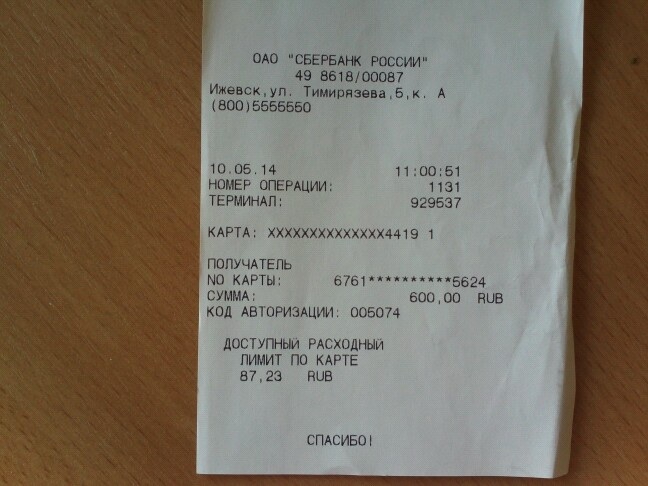 ОАО "СБЕРБАНК РОССИИ"
49 8618/00087
Ижевск,ул. Тимирязева,5,к. А
(800)5555550
10.05.14 11:00:51
НОМЕР ОПЕРАЦИИ: 1131
ТЕРМИНАЛ: 929537
КАРТА: XXXXXXXXXXXXXX4419 1
ПОЛУЧАТЕЛЬ
NO КАРТЫ: 6761**********5624
СУММА: 600,00 RUB
КОД АВТОРИЗАЦИИ: 005074
ДОСТУПНЫЙ РАСХОДНЫЙ
ЛИМИТ ПО КАРТЕ
87,23 RUB
СПАСИБО!